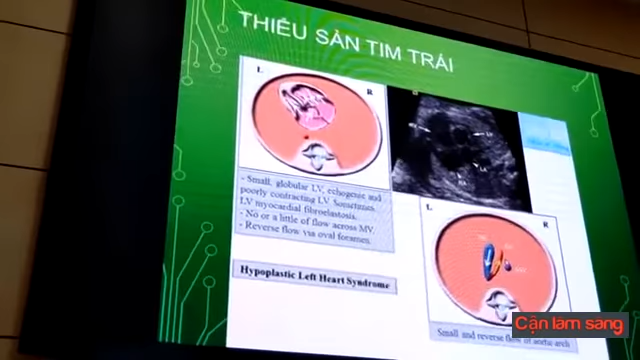 THIỂU SẢN TIM TRÁI
L
R
- Small, globular LV, echogenic and
poorly contracting LV. Sometimes
LV myocardial fibroelastosis.
- No or a little of flow across MV.
- Reverse flow via oval foramen.
Hypoplastic Left Heart Syndrome
L
R
Small and reverse flow of aortic arch
Cận lâm sàng